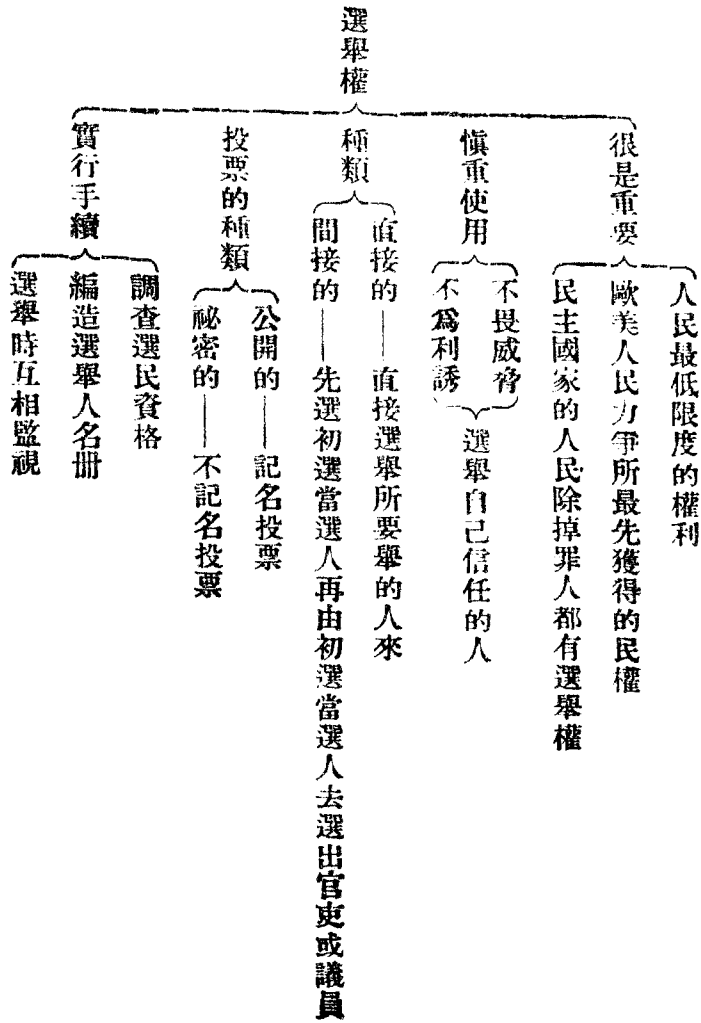 選舉權
很是重要
人民最低限度的權利
歐美人民力爭所最先獲得的民權
民主國家的人民除掉罪人都有選舉權
慎重使用
不畏威脅
不爲利誘
選舉自己信任的人
種類
直接的——直接選舉所要舉的人來
間接的——先選初選當選人再由初選當選人去選出官吏或議員
投票的種類
公開的——記名投票
祕密的——不記名投票
實行手續
調查選民資格
編造選舉人名冊
選舉時互相監視